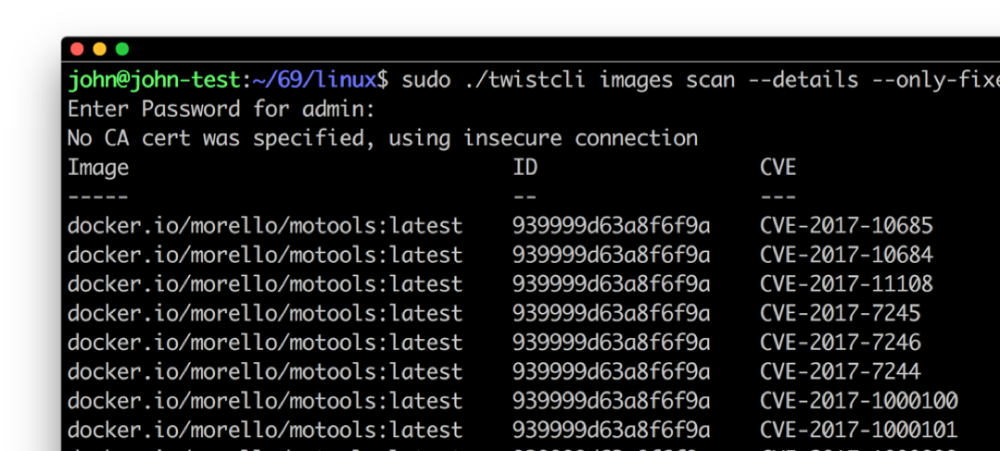 john@john-test:~/69/linux$ sudo ./twistcli images scan --details --only-fixe
Enter Password for admin:
No CA cert was specified, using insecure connection
Image ID CVE
----- -- ---
docker.io/morello/motools:latest 939999d63a8f6f9a CVE-2017-10685
docker.io/morello/motools:latest 939999d63a8f6f9a CVE-2017-10684
docker.io/morello/motools:latest 939999d63a8f6f9a CVE-2017-11108
docker.io/morello/motools:latest 939999d63a8f6f9a CVE-2017-7245
docker.io/morello/motools:latest 939999d63a8f6f9a CVE-2017-7246
docker.io/morello/motools:latest 939999d63a8f6f9a CVE-2017-7244
docker.io/morello/motools:latest 939999d63a8f6f9a CVE-2017-1000100
docker.io/morello/motools:latest 939999d63a8f6f9a CVE-2017-1000101